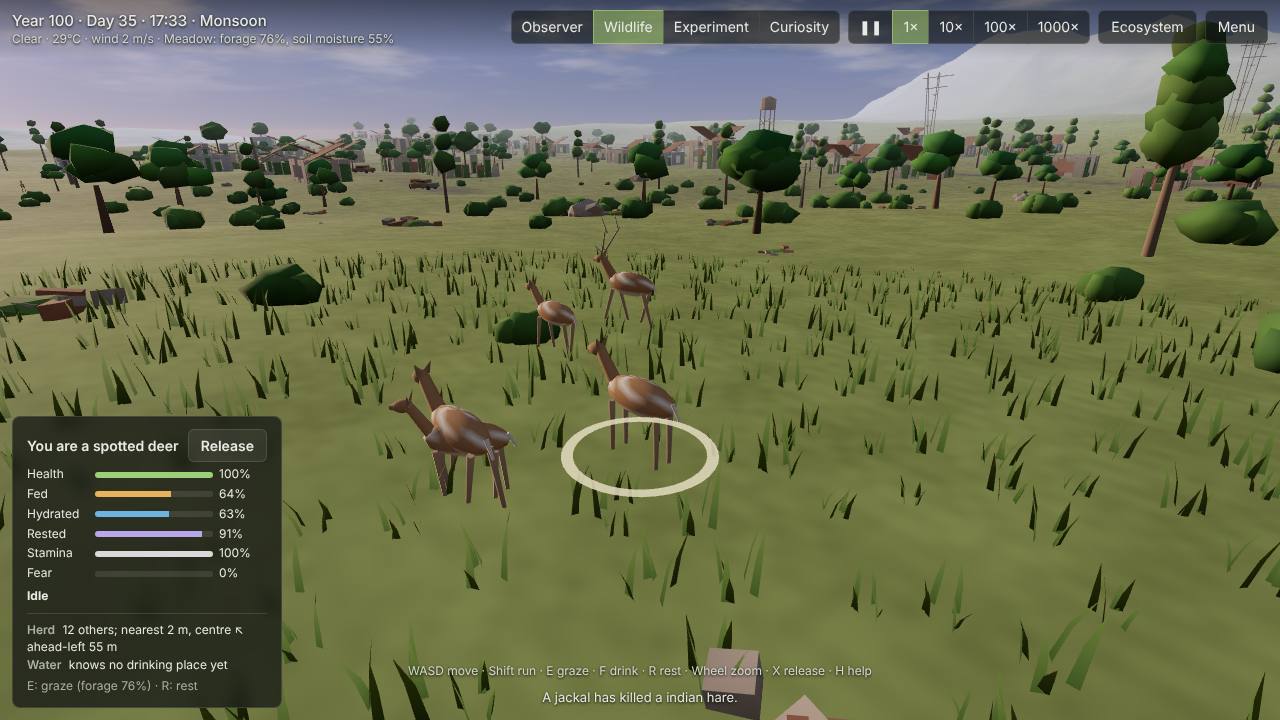 Year 100 · Day 35 · 17:33 · Monsoon
Clear · 29°C · wind 2 m/s · Meadow: forage 76%, soil moisture 55%
Observer Wildlife Experiment Curiosity ❚❚ 1× 10× 100× 1000× Ecosystem Menu
You are a spotted deer Release
Health 100%
Fed 64%
Hydrated 63%
Rested 91%
Stamina 100%
Fear 0%
Idle
Herd 12 others; nearest 2 m, centre ↖
ahead-left 55 m
Water knows no drinking place yet
E: graze (forage 76%) · R: rest
WASD move · Shift run · E graze · F drink · R rest · Wheel zoom · X release · H help
A jackal has killed a indian hare.